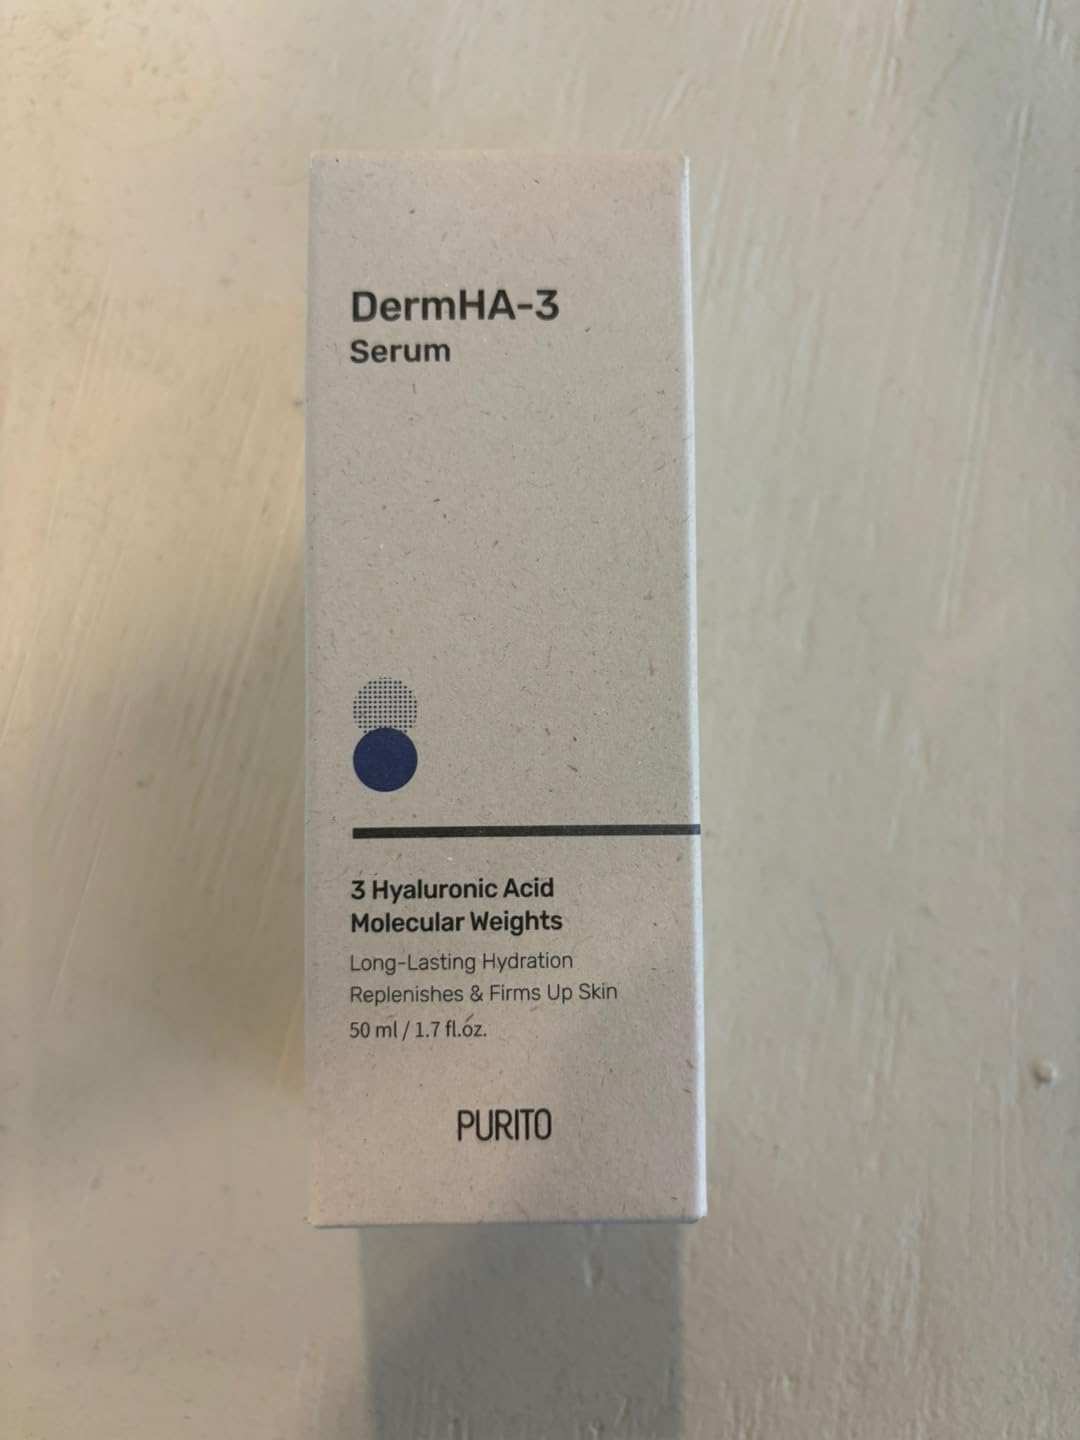 DermHA-3
Serum
3 Hyaluronic Acid
Molecular Weights
Long-Lasting Hydration
Replenishes & Firms Up Skin
50 ml / 1.7 fl.oz.
PURITO